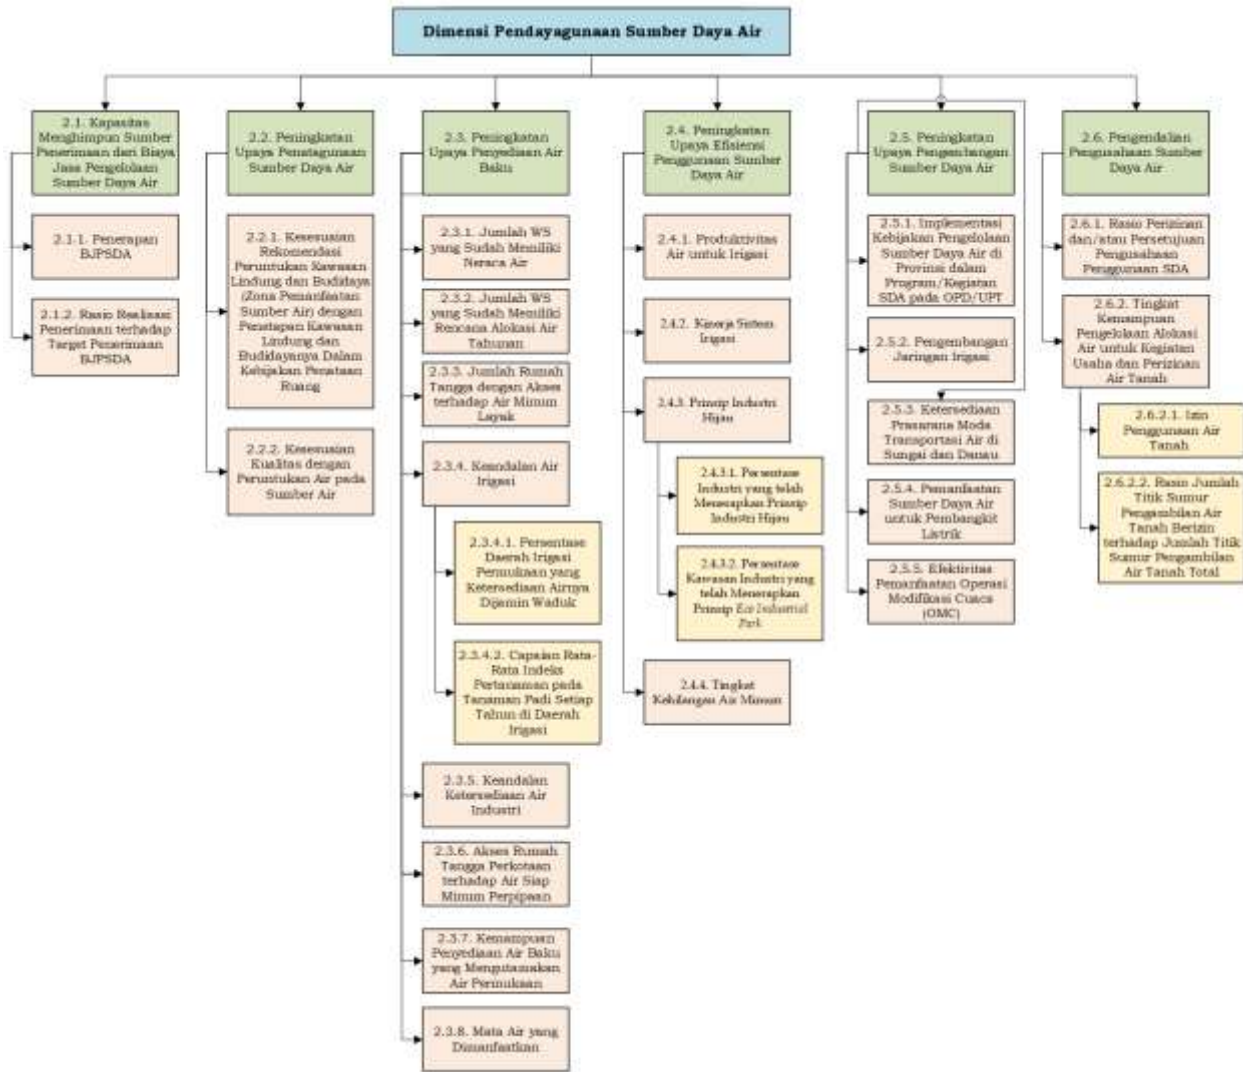 Dimensi Pendayagunaan Sumber Daya Air
2.1. Kapasitas
Menghimpun Sumber
Penerimaan dari Biaya
Jasa Pengelolaan
Sumber Daya Air
2.1.1. Penerapan
BJPSDA
2.1.2. Rasio Realisasi
Penerimaan terhadap
Target Penerimaan
BJPSDA
2.2. Peningkatan
Upaya Penatagunaan
Sumber Daya Air
2.2.1. Kesesuaian
Rekomendasi
Peruntukan Kawasan
Lindung dan Budidaya
(Zona Pemanfaatan
Sumber Air) dengan
Penetapan Kawasan
Lindung dan
Budidayanya Dalam
Kebijakan Penataan
Ruang
2.2.2. Kesesuaian
Kualitas dengan
Peruntukan Air pada
Sumber Air
2.3. Peningkatan
Upaya Penyediaan Air
Baku
2.3.1. Jumlah WS
yang Sudah Memiliki
Neraca Air
2.3.2. Jumlah WS
yang Sudah Memiliki
Rencana Alokasi Air
Tahunan
2.3.3. Jumlah Rumah
Tangga dengan Akses
terhadap Air Minum
Layak
2.3.4. Keandalan Air
Irigasi
2.3.4.1. Persentase
Daerah Irigasi
Permukaan yang
Ketersediaan Airnya
Dijamin Waduk
2.3.4.2. Capaian Rata-
Rata Indeks
Pertanaman pada
Tanaman Padi Setiap
Tahun di Daerah
Irigasi
2.3.5. Keandalan
Ketersediaan Air
Industri
2.3.6. Akses Rumah
Tangga Perkotaan
terhadap Air Siap
Minum Perpipaan
2.3.7. Kemampuan
Penyediaan Air Baku
yang Mengutamakan
Air Permukaan
2.3.8. Mata Air yang
Dimanfaatkan
2.4. Peningkatan
Upaya Efisiensi
Penggunaan Sumber
Daya Air
2.4.1. Produktivitas
Air untuk Irigasi
2.4.2. Kinerja Sistem
Irigasi
2.4.3. Prinsip Industri
Hijau
2.4.3.1. Persentase
Industri yang telah
Menerapkan Prinsip
Industri Hijau
2.4.3.2. Persentase
Kawasan Industri yang
telah Menerapkan
Prinsip Eco Industrial
Park
2.4.4. Tingkat
Kehilangan Air Minum
2.5. Peningkatan
Upaya Pengembangan
Sumber Daya Air
2.5.1. Implementasi
Kebijakan Pengelolaan
Sumber Daya Air di
Provinsi dalam
Program/Kegiatan
SDA pada OPD/UPT
2.5.2. Pengembangan
Jaringan Irigasi
2.5.3. Ketersediaan
Prasarana Moda
Transportasi Air di
Sungai dan Danau
2.5.4. Pemanfaatan
Sumber Daya Air
untuk Pembangkit
Listrik
2.5.5. Efektivitas
Pemanfaatan Operasi
Modifikasi Cuaca
(OMC)
2.6. Pengendalian
Pengusahaan Sumber
Daya Air
2.6.1. Rasio Perizinan
dan/atau Persetujuan
Pengusahaan
Penggunaan SDA
2.6.2. Tingkat
Kemampuan
Pengelolaan Alokasi
Air untuk Kegiatan
Usaha dan Perizinan
Air Tanah
2.6.2.1. Izin
Penggunaan Air
Tanah
2.6.2.2. Rasio Jumlah
Titik Sumur
Pengambilan Air
Tanah Berizin
terhadap Jumlah Titik
Sumur Pengambilan
Air Tanah Total